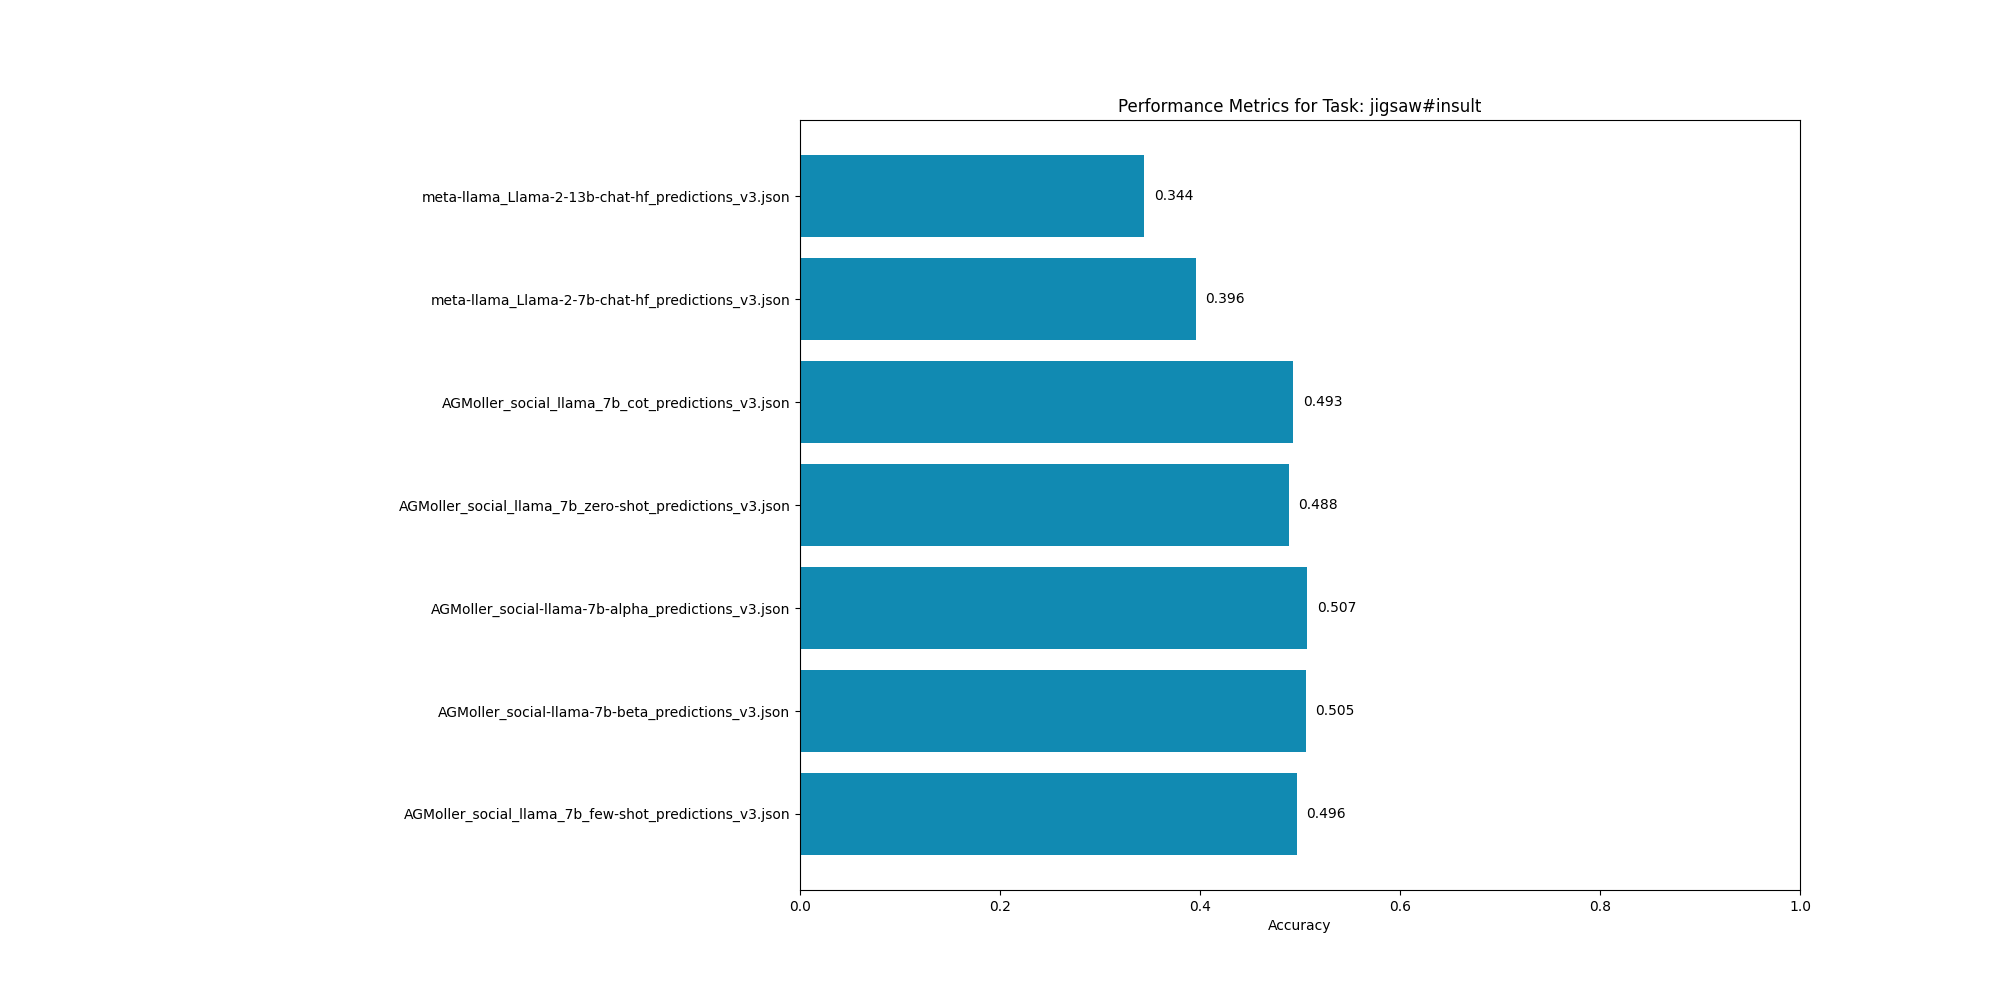 Performance Metrics for Task: jigsaw#insult
meta-llama_Llama-2-13b-chat-hf_predictions_v3.json
0.344
meta-llama_Llama-2-7b-chat-hf_predictions_v3.json
0.396
AGMoller_social_llama_7b_cot_predictions_v3.json
0.493
AGMoller_social_llama_7b_zero-shot_predictions_v3.json
0.488
AGMoller_social-llama-7b-alpha_predictions_v3.json
0.507
AGMoller_social-llama-7b-beta_predictions_v3.json
0.505
AGMoller_social_llama_7b_few-shot_predictions_v3.json
0.496
0.0 0.2 0.4 0.6 0.8 1.0
Accuracy